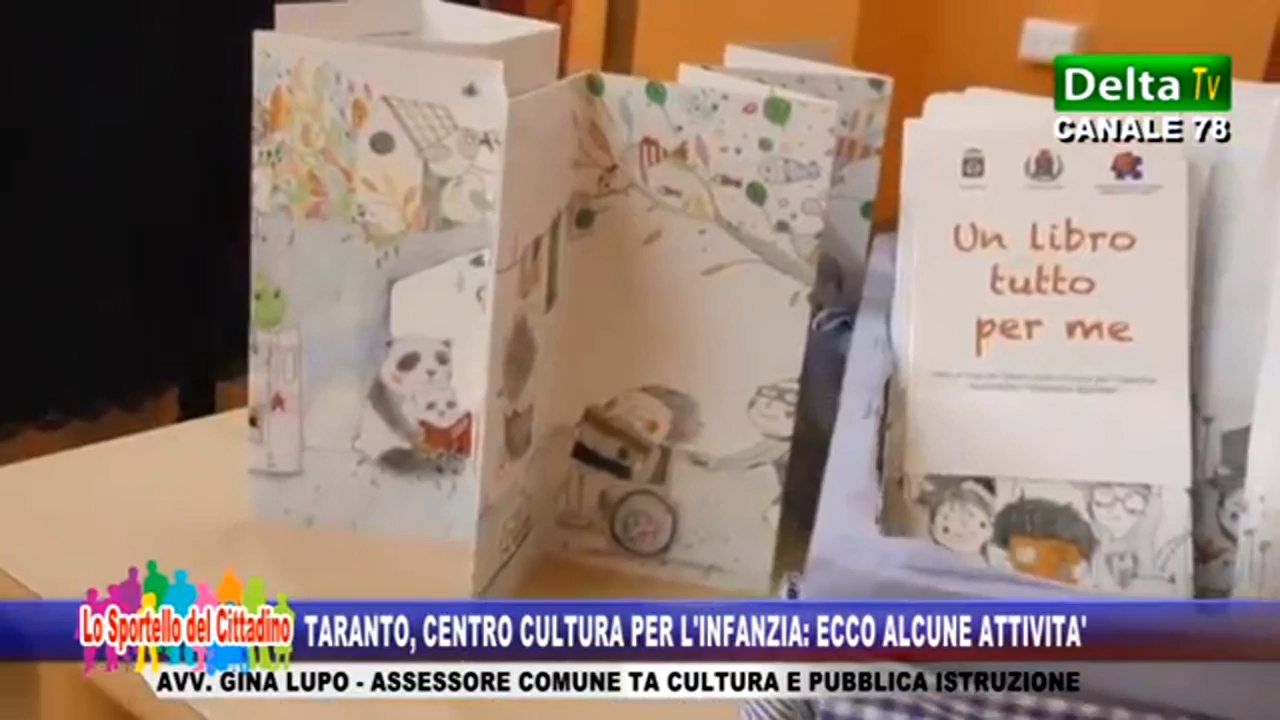 Delta Tv
CANALE 78
Un libro
tutto
per me
Lo Sportello del Cittadino
TARANTO, CENTRO CULTURA PER L'INFANZIA: ECCO ALCUNE ATTIVITA'
AVV. GINA LUPO - ASSESSORE COMUNE TA CULTURA E PUBBLICA ISTRUZIONE